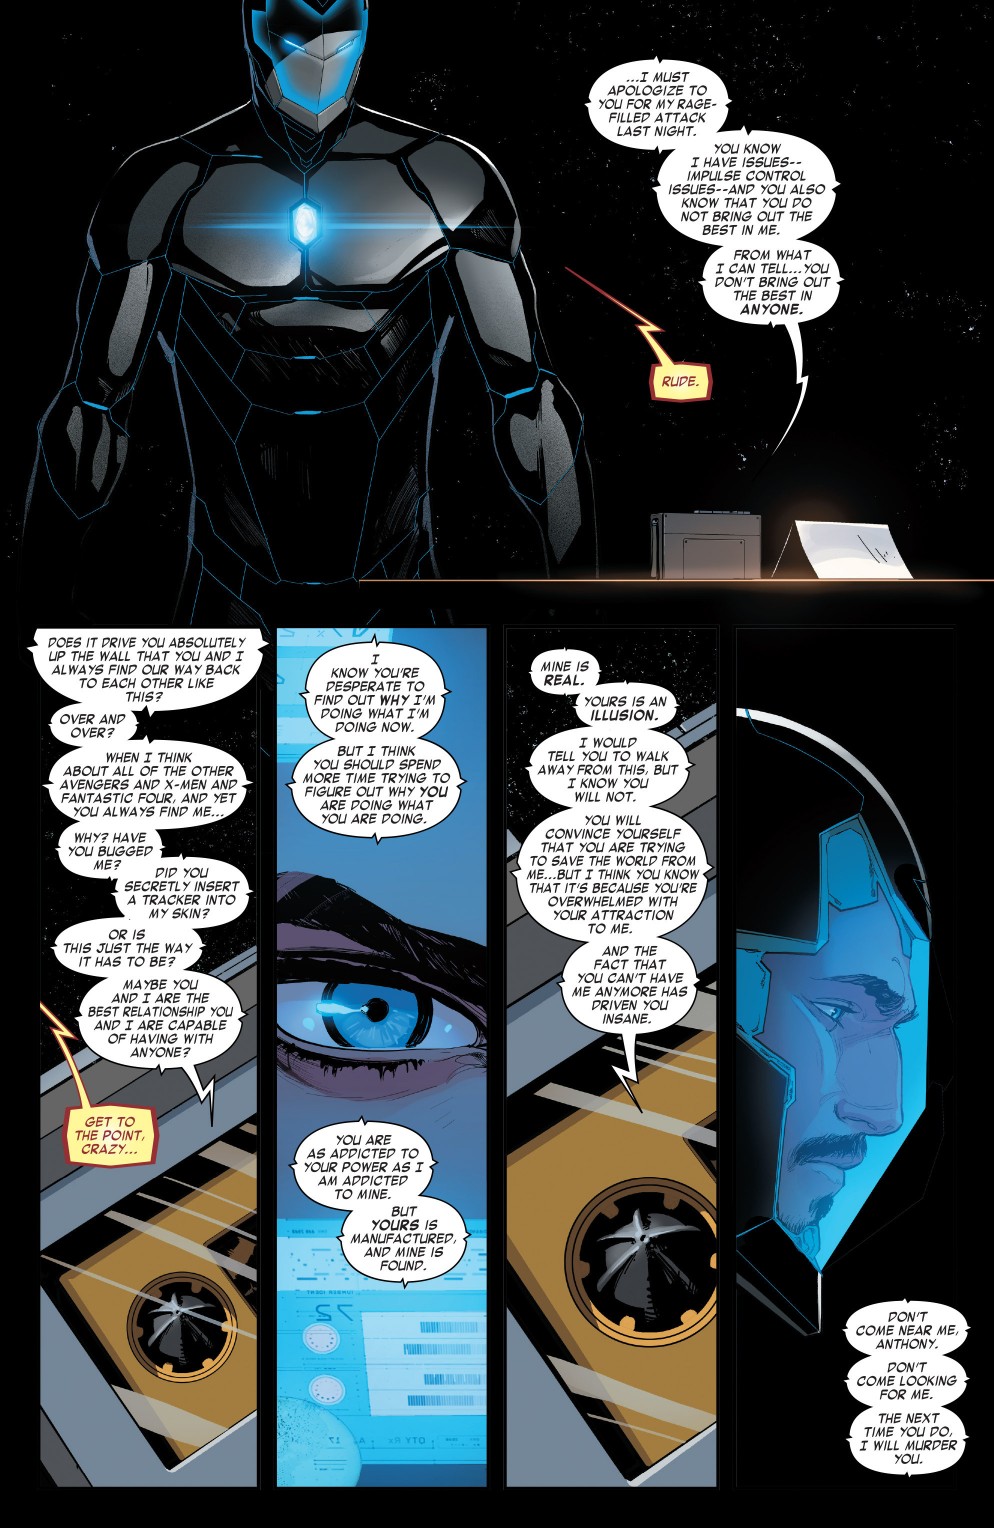 ...I MUST
APOLOGIZE TO
YOU FOR MY RAGE-
FILLED ATTACK
LAST NIGHT.
YOU KNOW
I HAVE ISSUES--
IMPULSE CONTROL
ISSUES--AND YOU ALSO
KNOW THAT YOU DO
NOT BRING OUT THE
BEST IN ME.
FROM WHAT
I CAN TELL...YOU
DON'T BRING OUT
THE BEST IN
ANYONE.
RUDE.
DOES IT DRIVE YOU ABSOLUTELY
UP THE WALL THAT YOU AND I
ALWAYS FIND OUR WAY BACK
TO EACH OTHER LIKE
THIS?
OVER AND
OVER?
WHEN I THINK
ABOUT ALL OF THE OTHER
AVENGERS AND X-MEN AND
FANTASTIC FOUR, AND YET
YOU ALWAYS FIND ME...
WHY? HAVE
YOU BUGGED
ME?
DID YOU
SECRETLY INSERT
A TRACKER INTO
MY SKIN?
OR IS
THIS JUST THE WAY
IT HAS TO BE?
MAYBE YOU
AND I ARE THE
BEST RELATIONSHIP YOU
AND I ARE CAPABLE
OF HAVING WITH
ANYONE?
GET TO
THE POINT,
CRAZY...
I
KNOW YOU'RE
DESPERATE TO
FIND OUT WHY I'M
DOING WHAT I'M
DOING NOW.
BUT I THINK
YOU SHOULD SPEND
MORE TIME TRYING TO
FIGURE OUT WHY YOU
ARE DOING WHAT
YOU ARE DOING.
YOU ARE
AS ADDICTED TO
YOUR POWER AS I
AM ADDICTED
TO MINE.
BUT
YOURS IS
MANUFACTURED,
AND MINE IS
FOUND.
MINE IS
REAL.
YOURS IS AN
ILLUSION.
I WOULD
TELL YOU TO WALK
AWAY FROM THIS, BUT
I KNOW YOU
WILL NOT.
YOU WILL
CONVINCE YOURSELF
THAT YOU ARE TRYING
TO SAVE THE WORLD FROM
ME...BUT I THINK YOU KNOW
THAT IT'S BECAUSE YOU'RE
OVERWHELMED WITH
YOUR ATTRACTION
TO ME.
AND THE
FACT THAT
YOU CAN'T HAVE
ME ANYMORE HAS
DRIVEN YOU
INSANE.
DON'T
COME NEAR ME,
ANTHONY.
DON'T
COME LOOKING
FOR ME.
THE NEXT
TIME YOU DO,
I WILL MURDER
YOU.